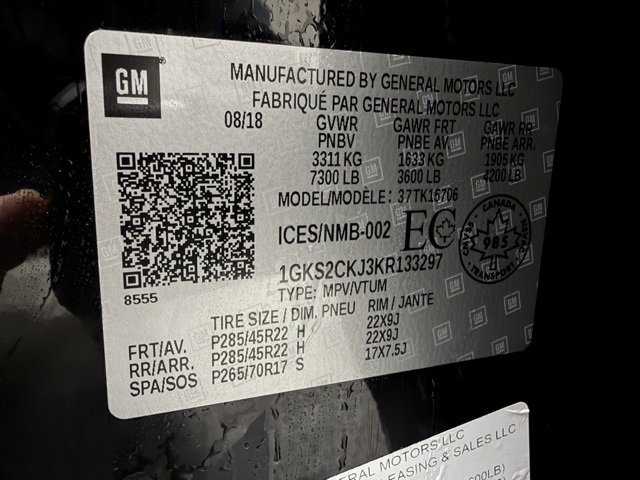 GM
MANUFACTURED BY GENERAL MOTORS LLC
FABRIQUÉ PAR GENERAL MOTORS LLC
08/18 GVWR GAWR FRT GAWR RR
PNBV PNBE AV. PNBE ARR.
3311 KG 1633 KG 1905 KG
7300 LB 3600 LB 4200 LB
MODEL/MODÈLE: 37TK15706
ICES/NMB-002 EC
CANADA
985
TRANSPORT
1GKS2CKJ3KR133297
TYPE: MPV/VTUM
8555
TIRE SIZE / DIM. PNEU RIM / JANTE
FRT/AV. P285/45R22 H 22X9J
RR/ARR. P285/45R22 H 22X9J
SPA/SOS P265/70R17 S 17X7.5J
GENERAL MOTORS LLC
LEASING & SALES LLC
600LB)